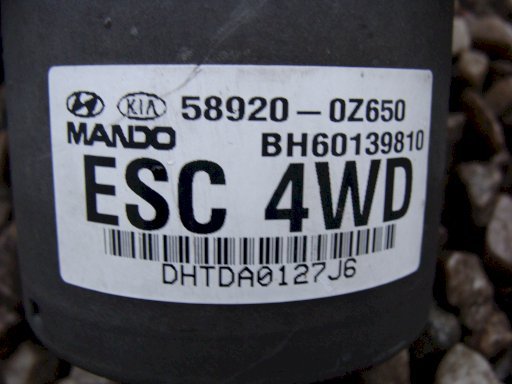 KIA 58920-0Z650
MANDO BH60139810
ESC 4WD
DHTDA0127J6